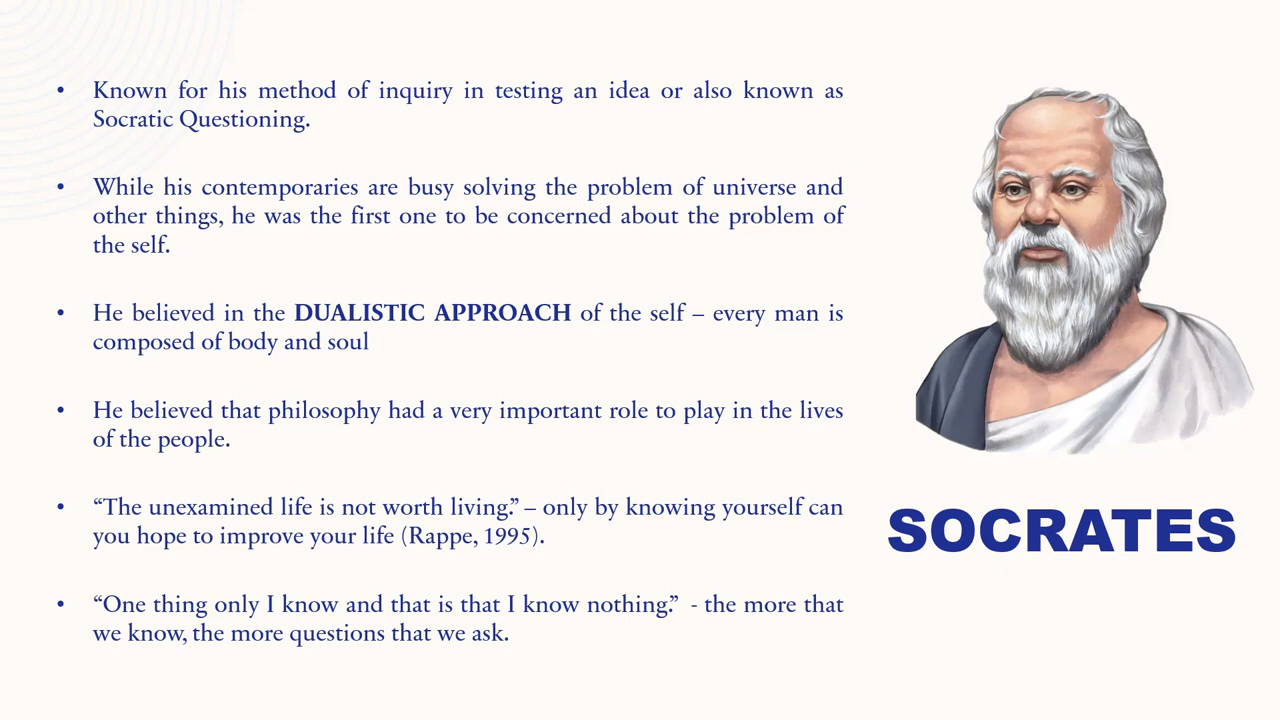 • Known for his method of inquiry in testing an idea or also known as
Socratic Questioning.
• While his contemporaries are busy solving the problem of universe and
other things, he was the first one to be concerned about the problem of
the self.
• He believed in the DUALISTIC APPROACH of the self – every man is
composed of body and soul
• He believed that philosophy had a very important role to play in the lives
of the people.
• “The unexamined life is not worth living.” – only by knowing yourself can
you hope to improve your life (Rappe, 1995).
• “One thing only I know and that is that I know nothing.”  - the more that
we know, the more questions that we ask.
SOCRATES